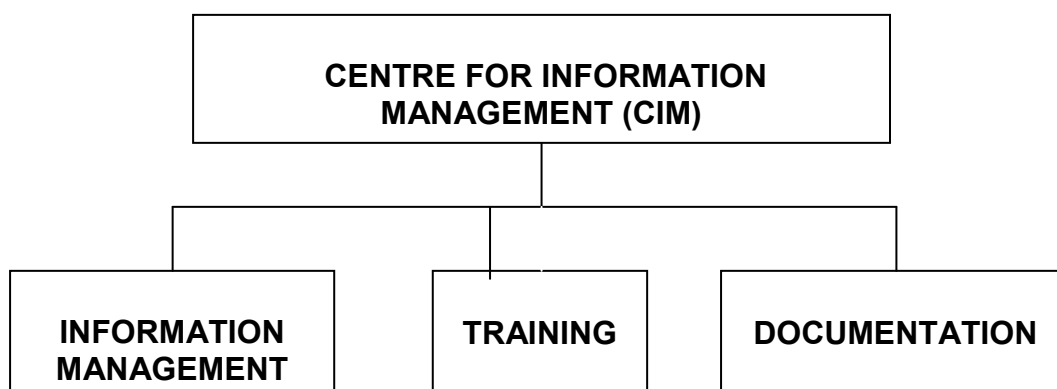 CENTRE FOR INFORMATION
MANAGEMENT (CIM)
INFORMATION
MANAGEMENT
TRAINING
DOCUMENTATION